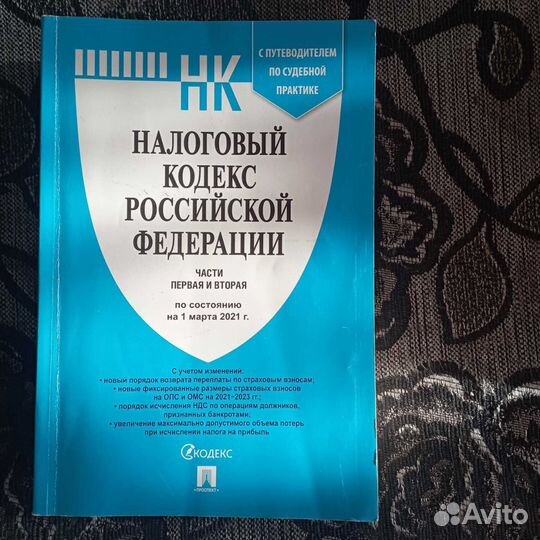 НК
С ПУТЕВОДИТЕЛЕМ
ПО СУДЕБНОЙ
ПРАКТИКЕ
НАЛОГОВЫЙ
КОДЕКС
РОССИЙСКОЙ
ФЕДЕРАЦИИ
ЧАСТИ
ПЕРВАЯ И ВТОРАЯ
по состоянию
на 1 марта 2021 г.
С учетом изменений:
• новый порядок возврата переплаты по страховым взносам;
• новые фиксированные размеры страховых взносов
на ОПС и ОМС на 2021–2023 гг.;
• порядок исчисления НДС по операциям должников,
признанных банкротами;
• увеличение максимально допустимого объема потерь
при исчислении налога на прибыль
КОДЕКС
ПРОСПЕКТ
Avito